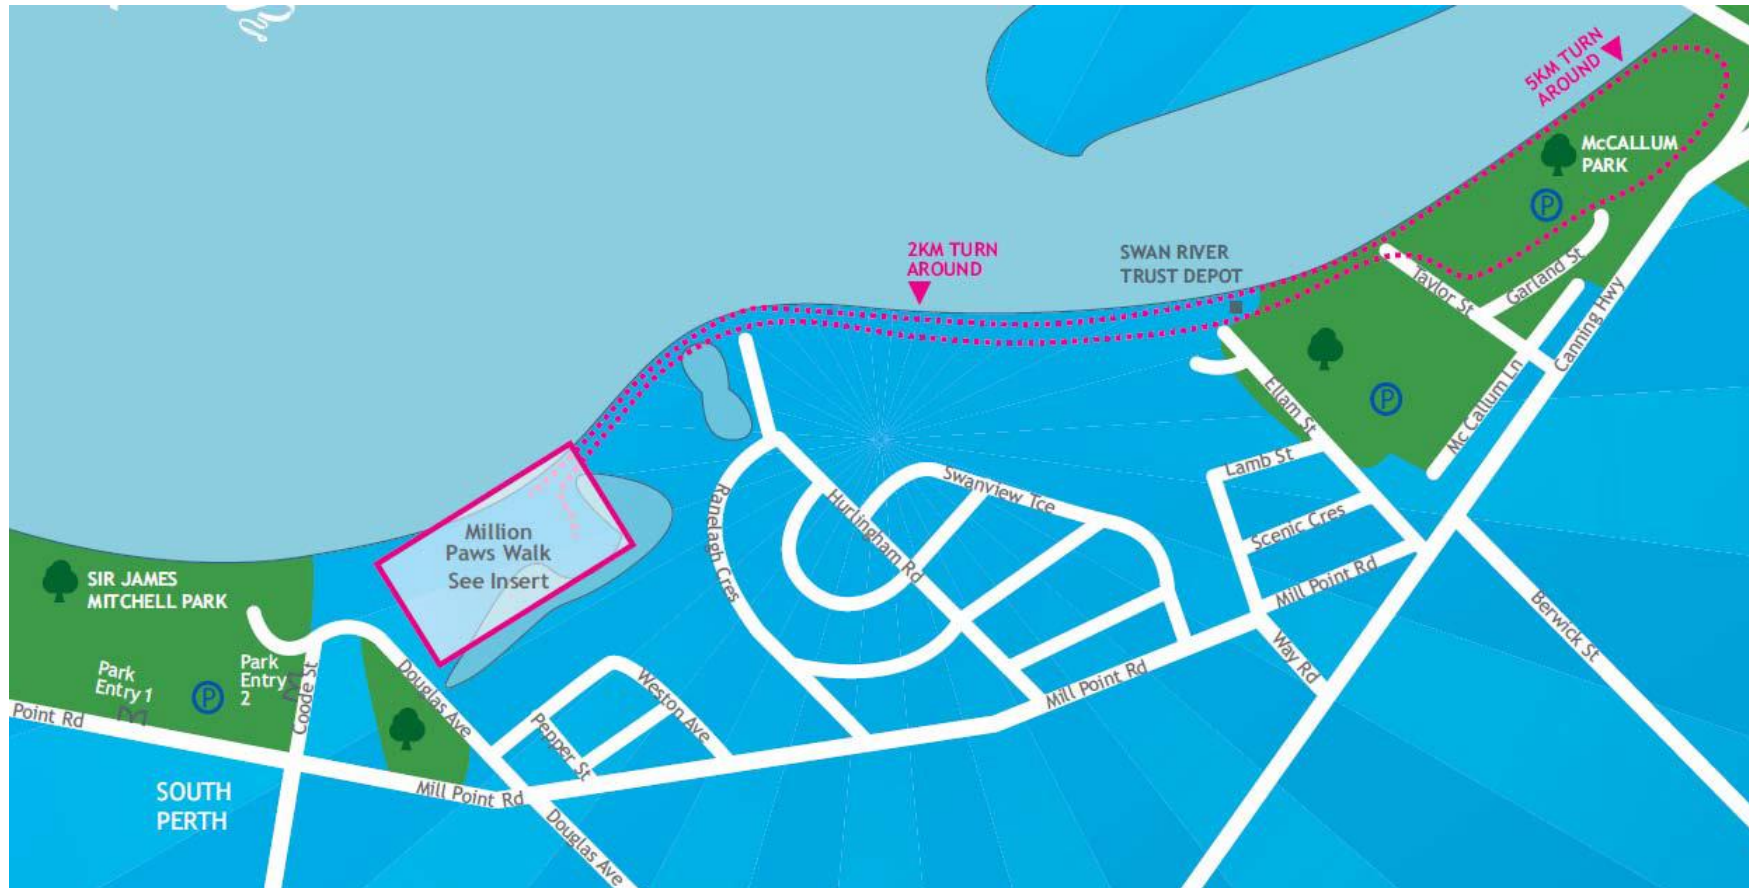 5KM TURN
AROUND
McCALLUM
PARK
P
2KM TURN
AROUND
SWAN RIVER
TRUST DEPOT
Taylor St
Garland St
Canning Hwy
Mc Callum Ln
P
Ellam St
Lamb St
Scenic Cres
Mill Point Rd
Swanview Tce
Hurlingham Rd
Ranelagh Cres
Million
Paws Walk
See Insert
SIR JAMES
MITCHELL PARK
Park
Entry 1
P
Park
Entry
2
Coode St
Douglas Ave
Weston Ave
Pepper St
Mill Point Rd
Way Rd
Berwick St
Point Rd
Mill Point Rd
Douglas Ave
SOUTH
PERTH